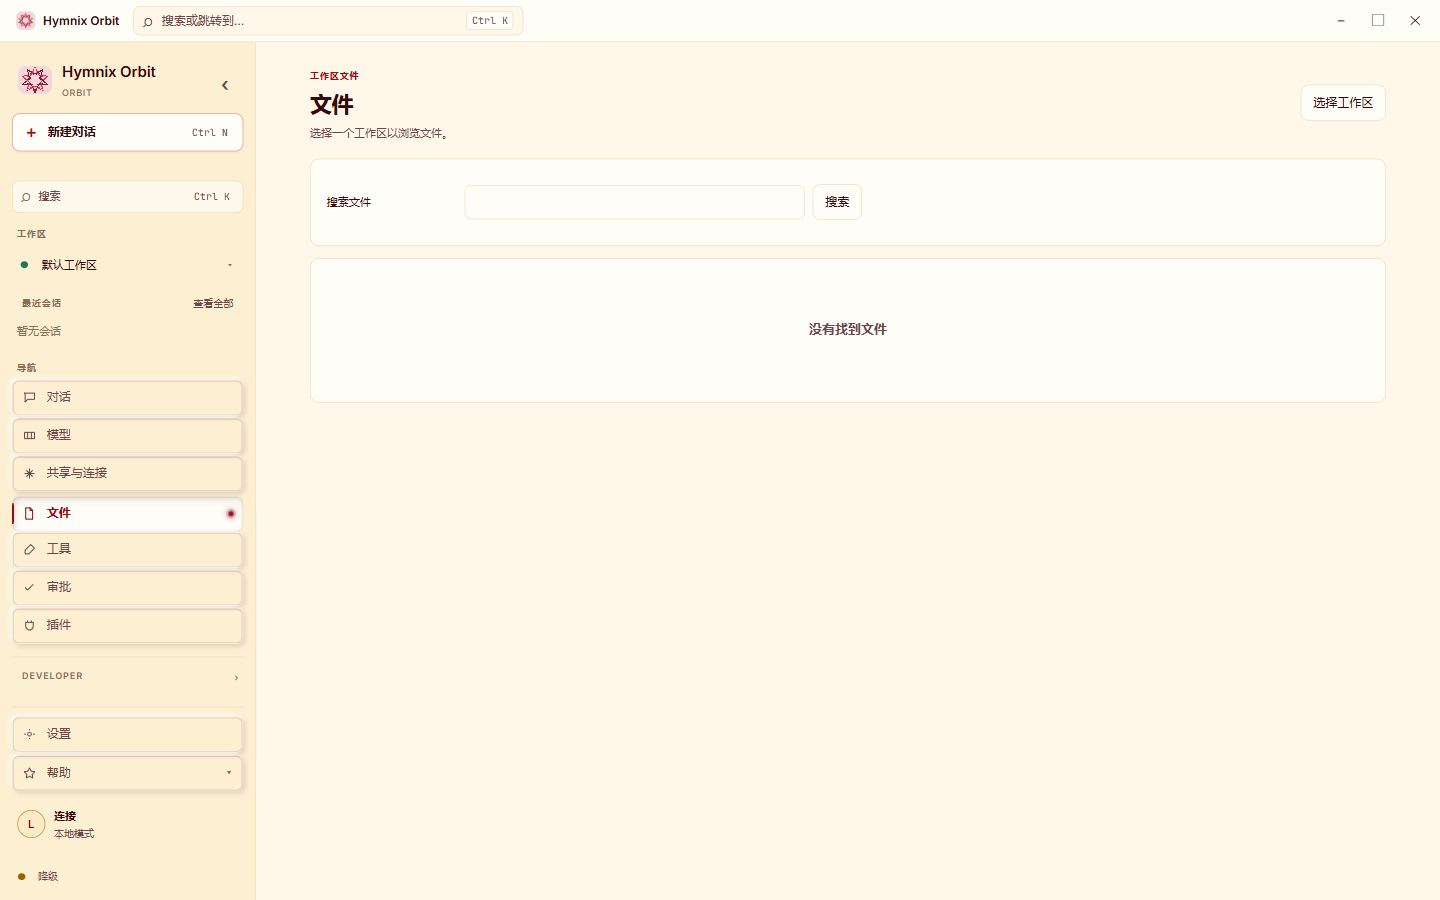 Hymnix Orbit
搜索或跳转到...
Ctrl K
Hymnix Orbit
ORBIT
新建对话
Ctrl N
搜索
Ctrl K
工作区
默认工作区
最近会话
查看全部
暂无会话
导航
对话
模型
共享与连接
文件
工具
审批
插件
DEVELOPER
设置
帮助
L
连接
本地模式
降级
工作区文件
文件
选择一个工作区以浏览文件。
选择工作区
搜索文件
搜索
没有找到文件